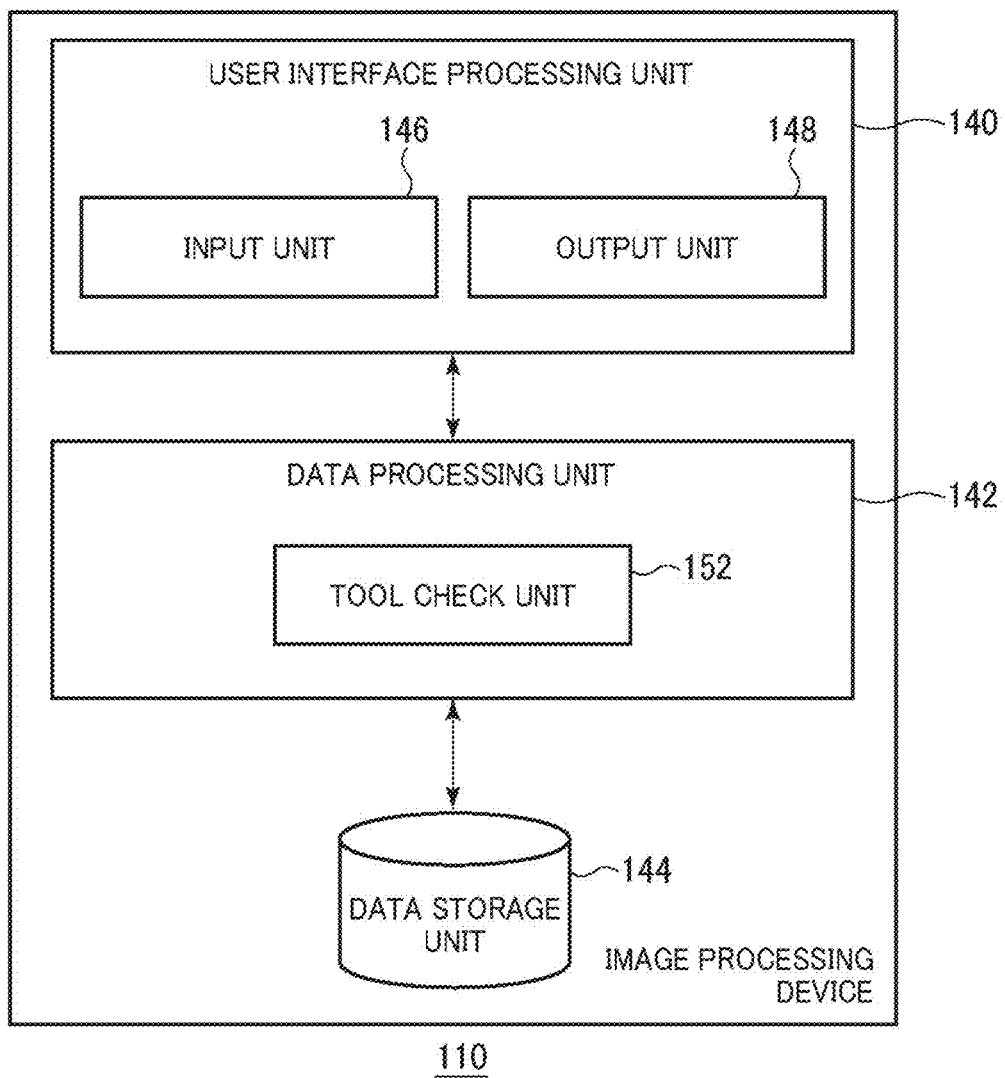 USER INTERFACE PROCESSING UNIT
146
148
140
INPUT UNIT
OUTPUT UNIT
DATA PROCESSING UNIT
142
152
TOOL CHECK UNIT
144
DATA STORAGE
UNIT
IMAGE PROCESSING
DEVICE
110